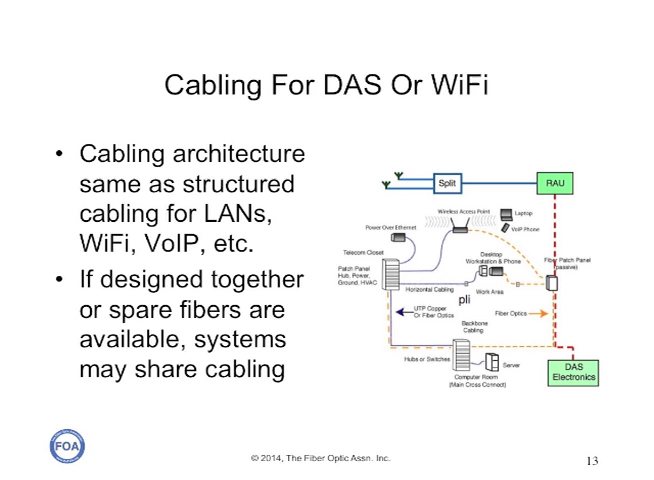 Cabling For DAS Or WiFi
• Cabling architecture
same as structured
cabling for LANs,
WiFi, VoIP, etc.
• If designed together
or spare fibers are
available, systems
may share cabling
Split
RAU
Wireless Access Point
Laptop
VoIP Phone
Power Over Ethernet
Telecom Closet
Desktop
Workstation & Phone
Fiber Patch Panel
(passive)
Patch Panel
Hub, Power,
Ground, HVAC
Horizontal Cabling
Work Area
pli
UTP Copper
Or Fiber Optics
Fiber Optics
Backbone
Cabling
Hubs or Switches
Server
Computer Room
(Main Cross Connect)
DAS
Electronics
FOA
© 2014, The Fiber Optic Assn. Inc.
13